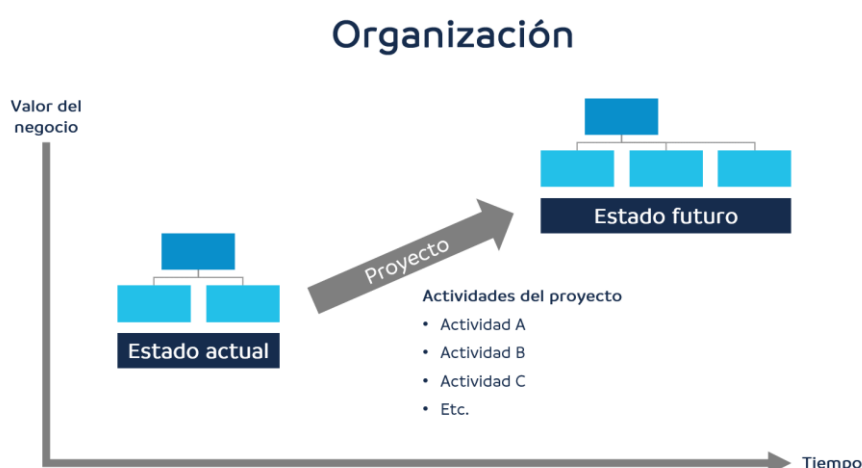 Organización
Valor del
negocio
Estado futuro
Proyecto
Actividades del proyecto
• Actividad A
• Actividad B
• Actividad C
• Etc.
Estado actual
Tiempo